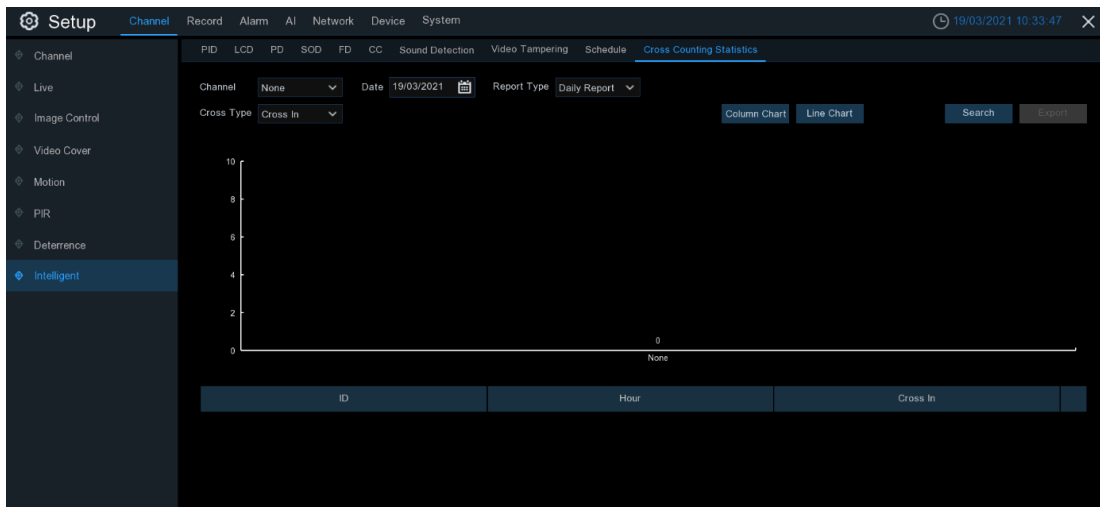 Setup Channel Record Alarm AI Network Device System 19/03/2021 10:33:47
Channel
Live
Image Control
Video Cover
Motion
PIR
Deterrence
Intelligent
PID LCD PD SOD FD CC Sound Detection Video Tampering Schedule Cross Counting Statistics
Channel None Date 19/03/2021 Report Type Daily Report
Cross Type Cross In Column Chart Line Chart Search Export
10
8
6
4
2
0
0
None
ID Hour Cross In